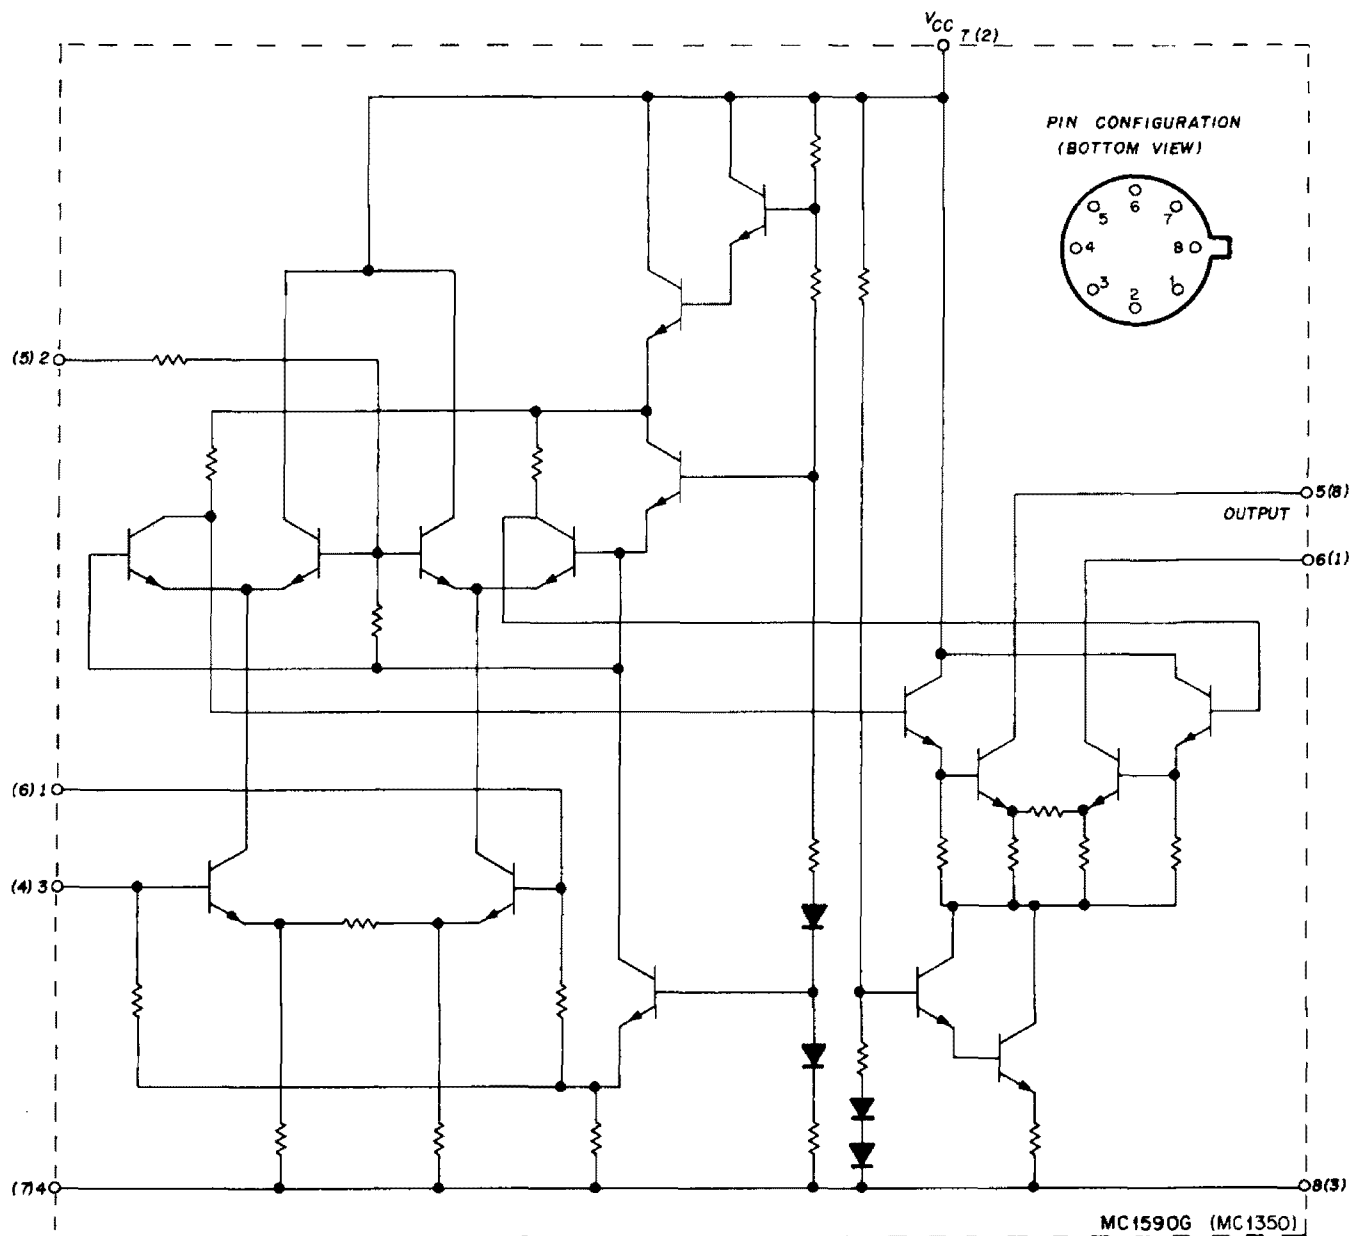 VCC 7(2)
PIN CONFIGURATION
(BOTTOM VIEW)
6
5 7
4 8
3 1
2
(5)2
5(8)
OUTPUT
6(1)
(6)1
(4)3
(7)4
8(3)
MC1590G (MC1350)